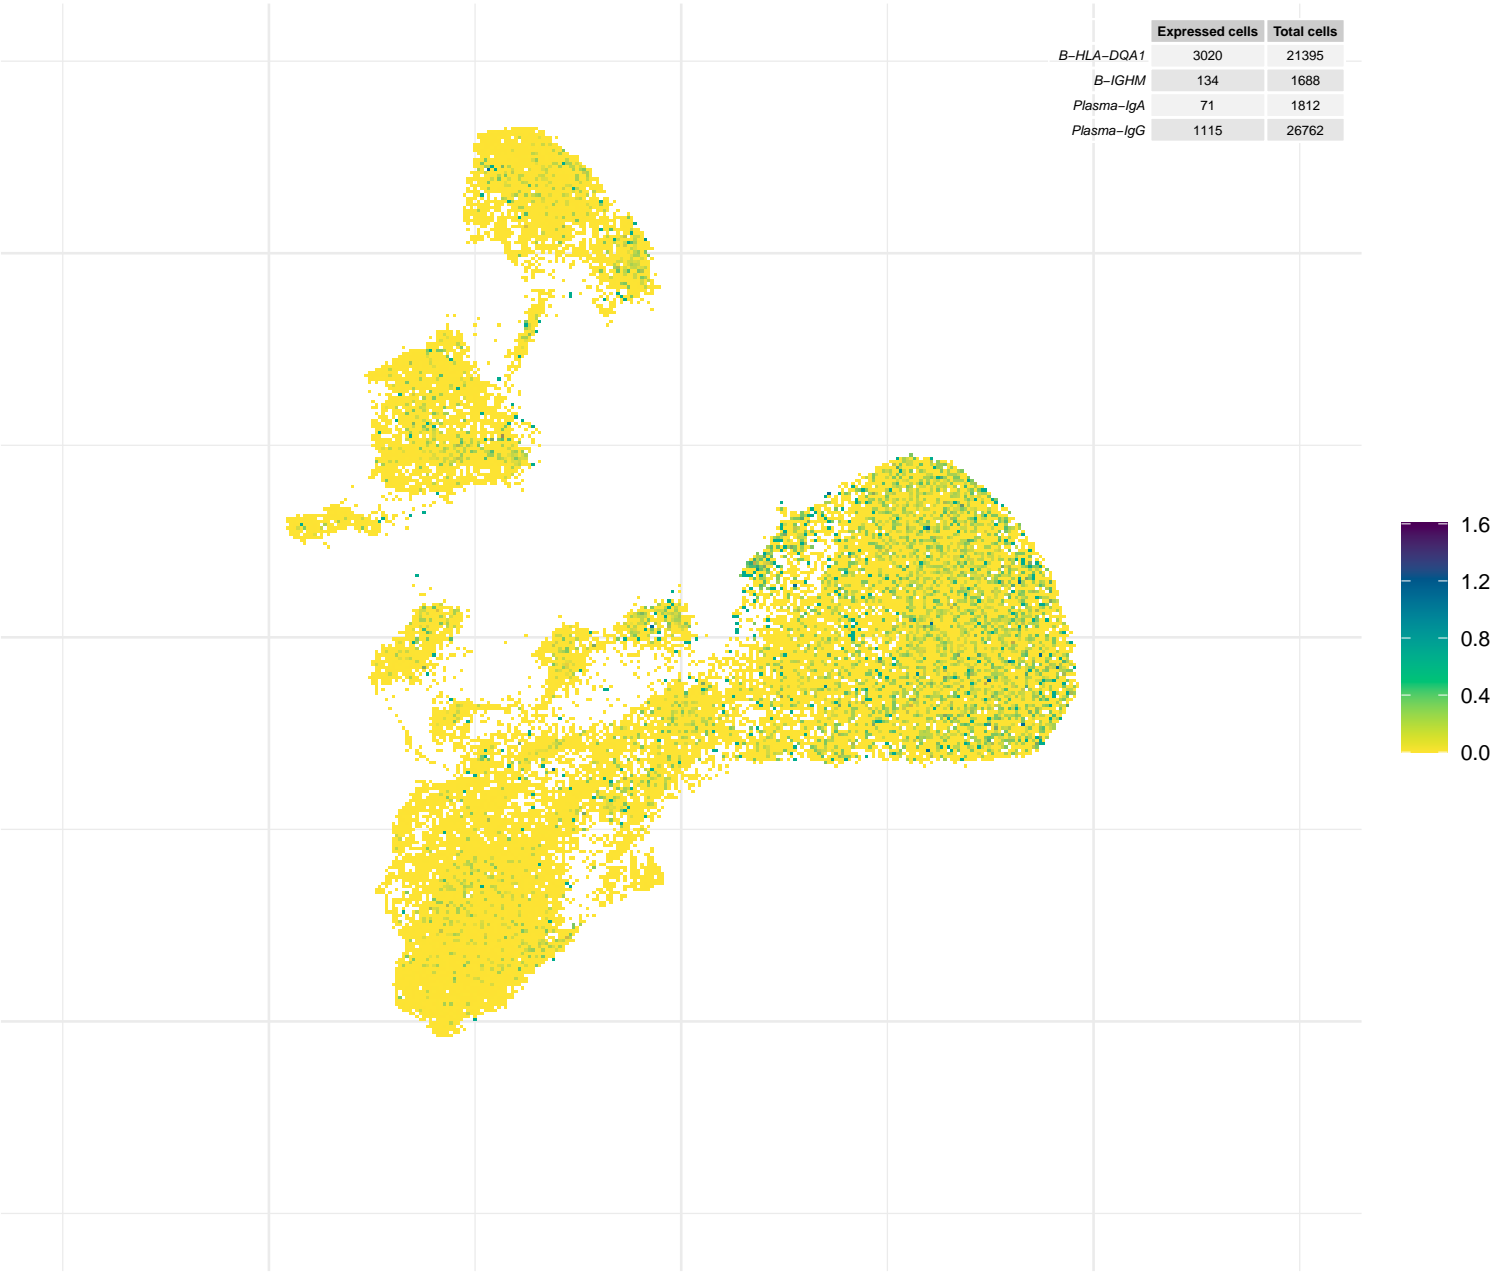 Expressed cells Total cells
B−HLA−DQA1 3020 21395
B−IGHM 134 1688
Plasma−IgA 71 1812
Plasma−IgG 1115 26762
1.6
1.2
0.8
0.4
0.0